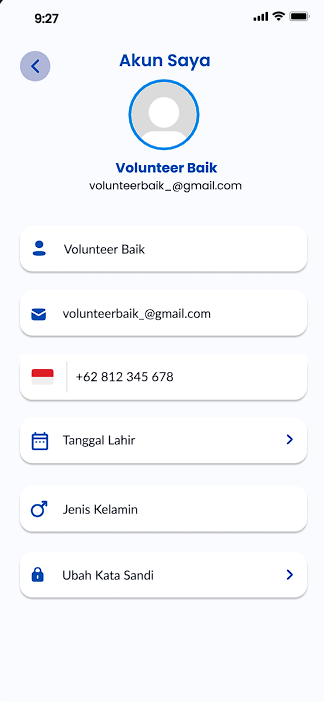 9:27
Akun Saya
Volunteer Baik
volunteerbaik_@gmail.com
Volunteer Baik
volunteerbaik_@gmail.com
+62 812 345 678
Tanggal Lahir
Jenis Kelamin
Ubah Kata Sandi